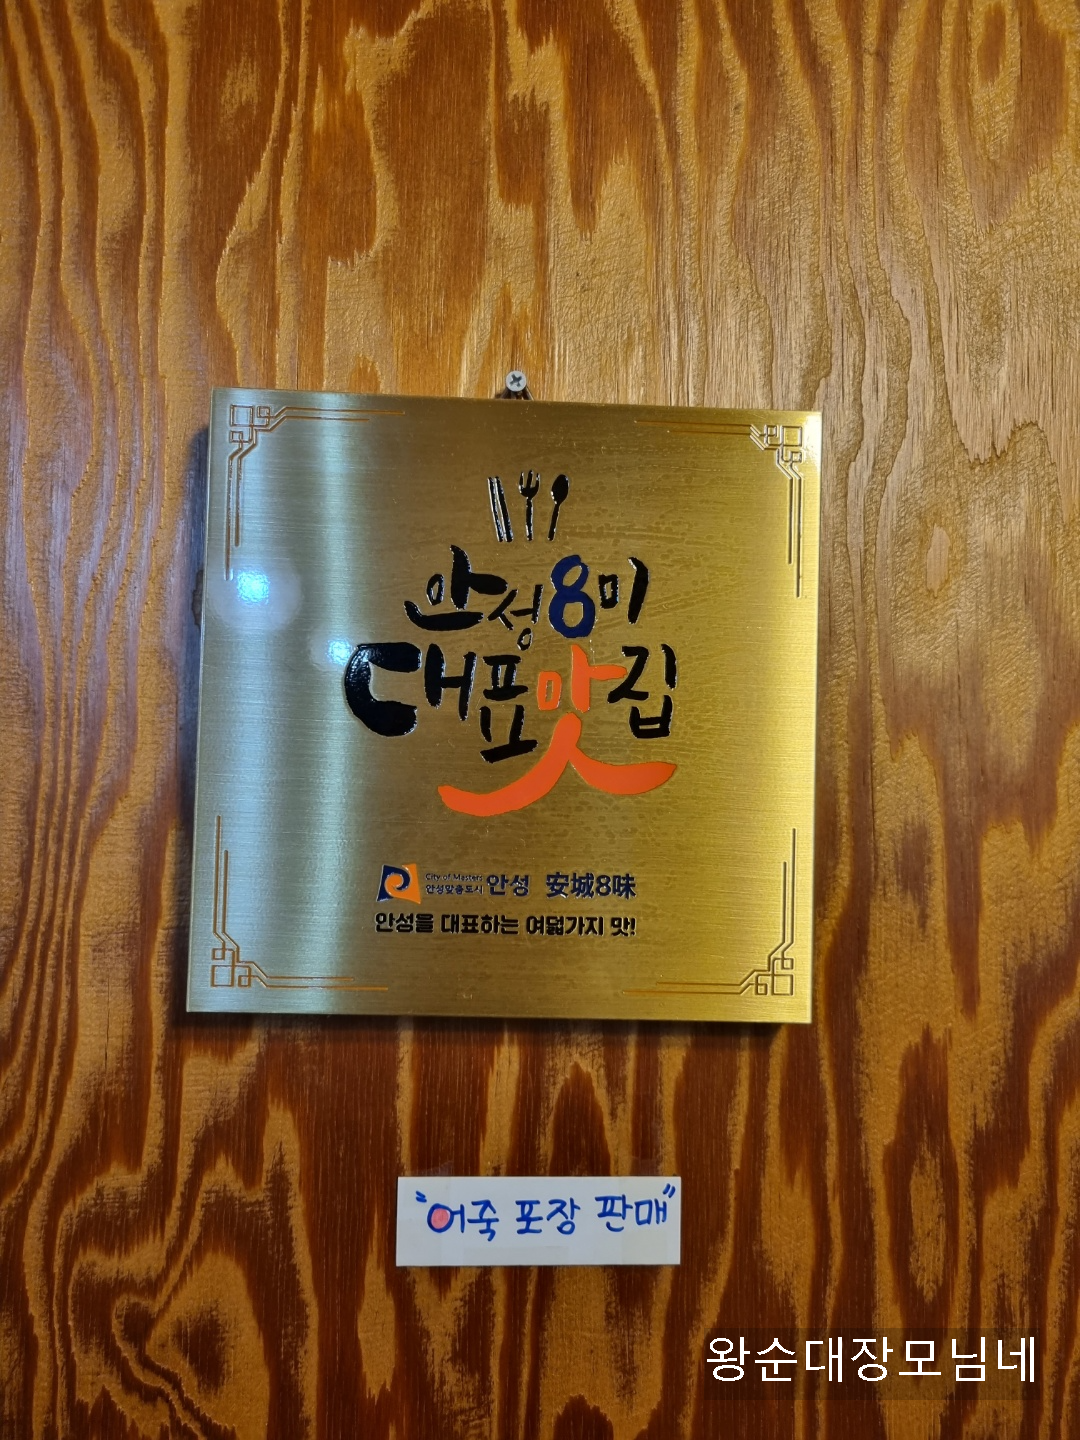 안성8미
대표맛집
City of Masters
안성맞춤도시 안성 安城8味
안성을 대표하는 여덟가지 맛!
"어죽 포장 판매"
왕순대장모님네